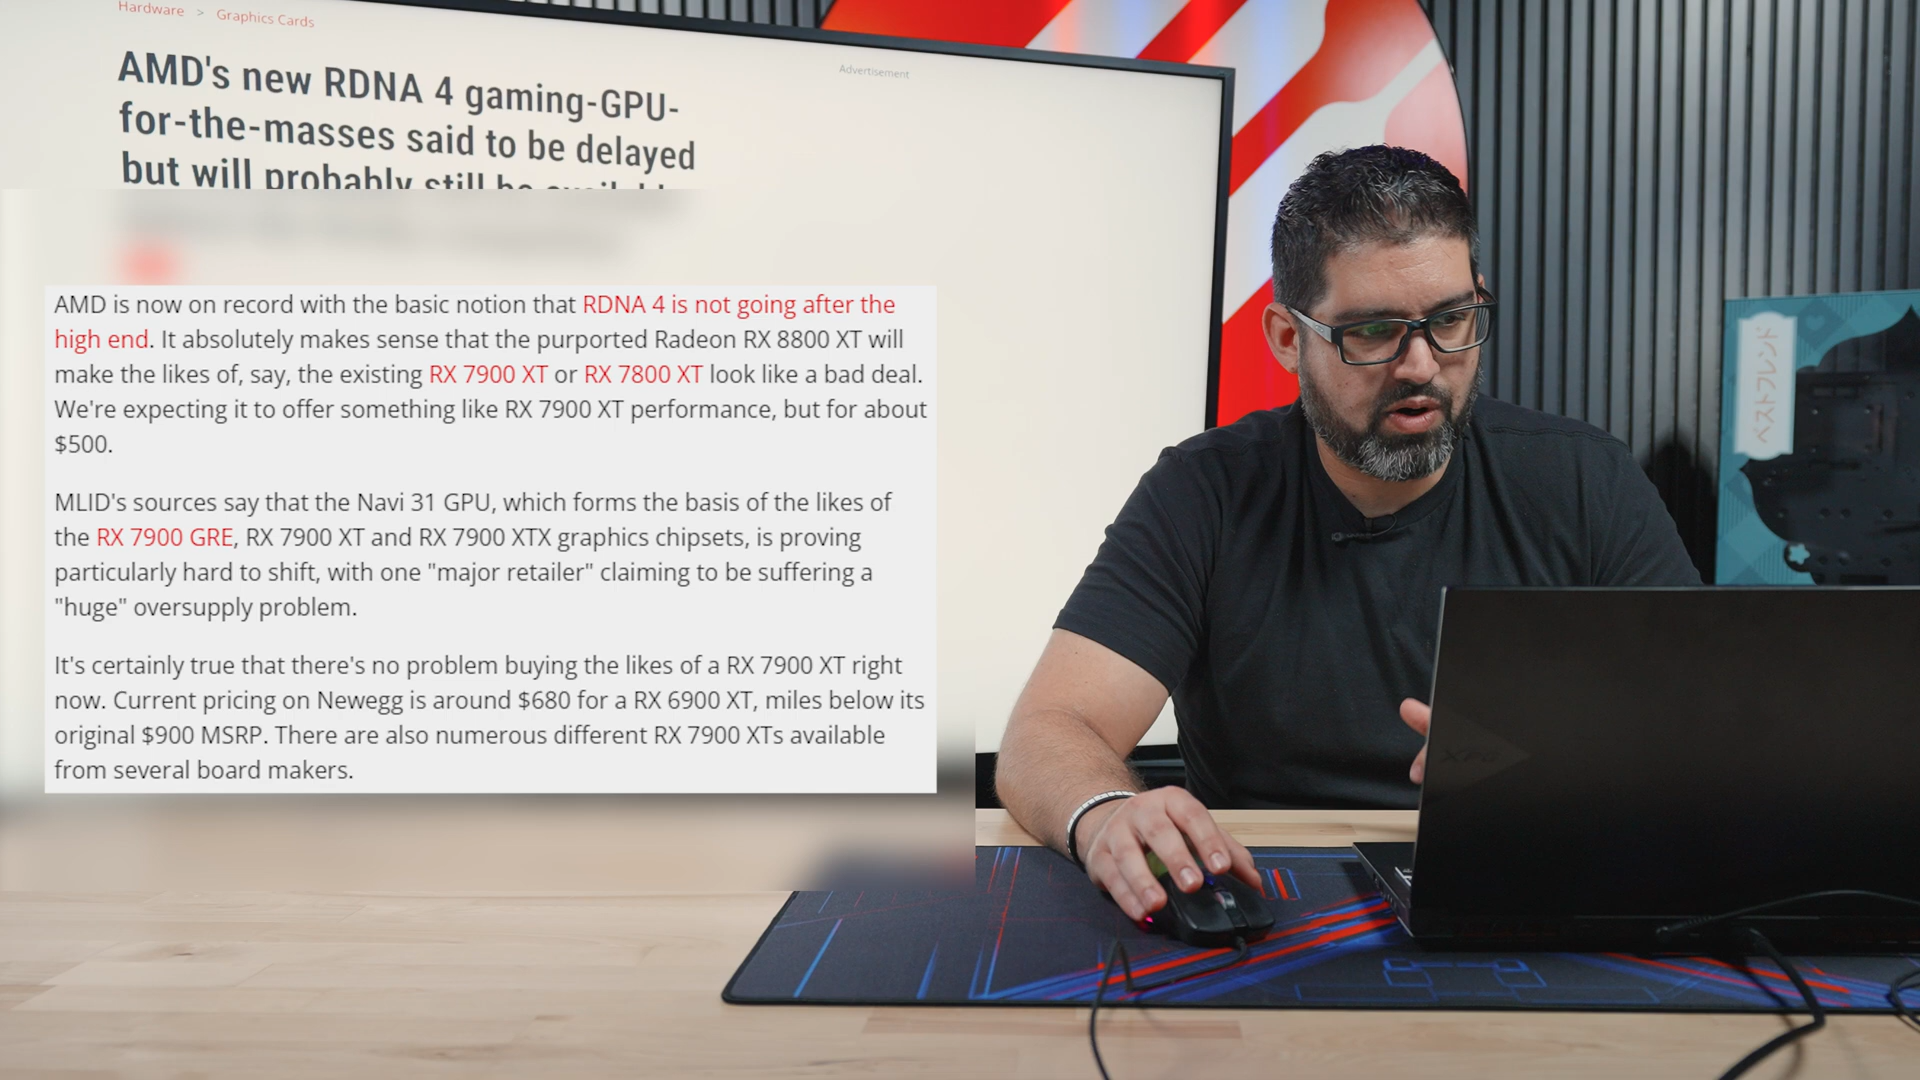 Hardware > Graphics Cards
Advertisement
AMD's new RDNA 4 gaming-GPU-
for-the-masses said to be delayed
but will probably still be
AMD is now on record with the basic notion that RDNA 4 is not going after the
high end. It absolutely makes sense that the purported Radeon RX 8800 XT will
make the likes of, say, the existing RX 7900 XT or RX 7800 XT look like a bad deal.
We're expecting it to offer something like RX 7900 XT performance, but for about
$500.
MLID's sources say that the Navi 31 GPU, which forms the basis of the likes of
the RX 7900 GRE, RX 7900 XT and RX 7900 XTX graphics chipsets, is proving
particularly hard to shift, with one "major retailer" claiming to be suffering a
"huge" oversupply problem.
It's certainly true that there's no problem buying the likes of a RX 7900 XT right
now. Current pricing on Newegg is around $680 for a RX 6900 XT, miles below its
original $900 MSRP. There are also numerous different RX 7900 XTs available
from several board makers.
ベストフレンド
XPG